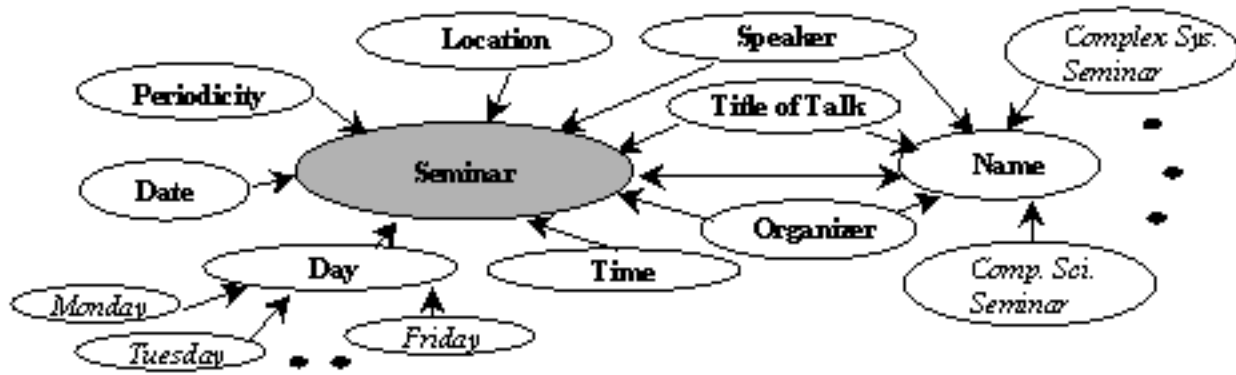 Location
Speaker
Complex Sys.
Seminar
Periodicity
Title of Talk
Seminar
Name
Date
Organizer
Day
Time
Comp. Sci.
Seminar
Monday
Tuesday
Friday